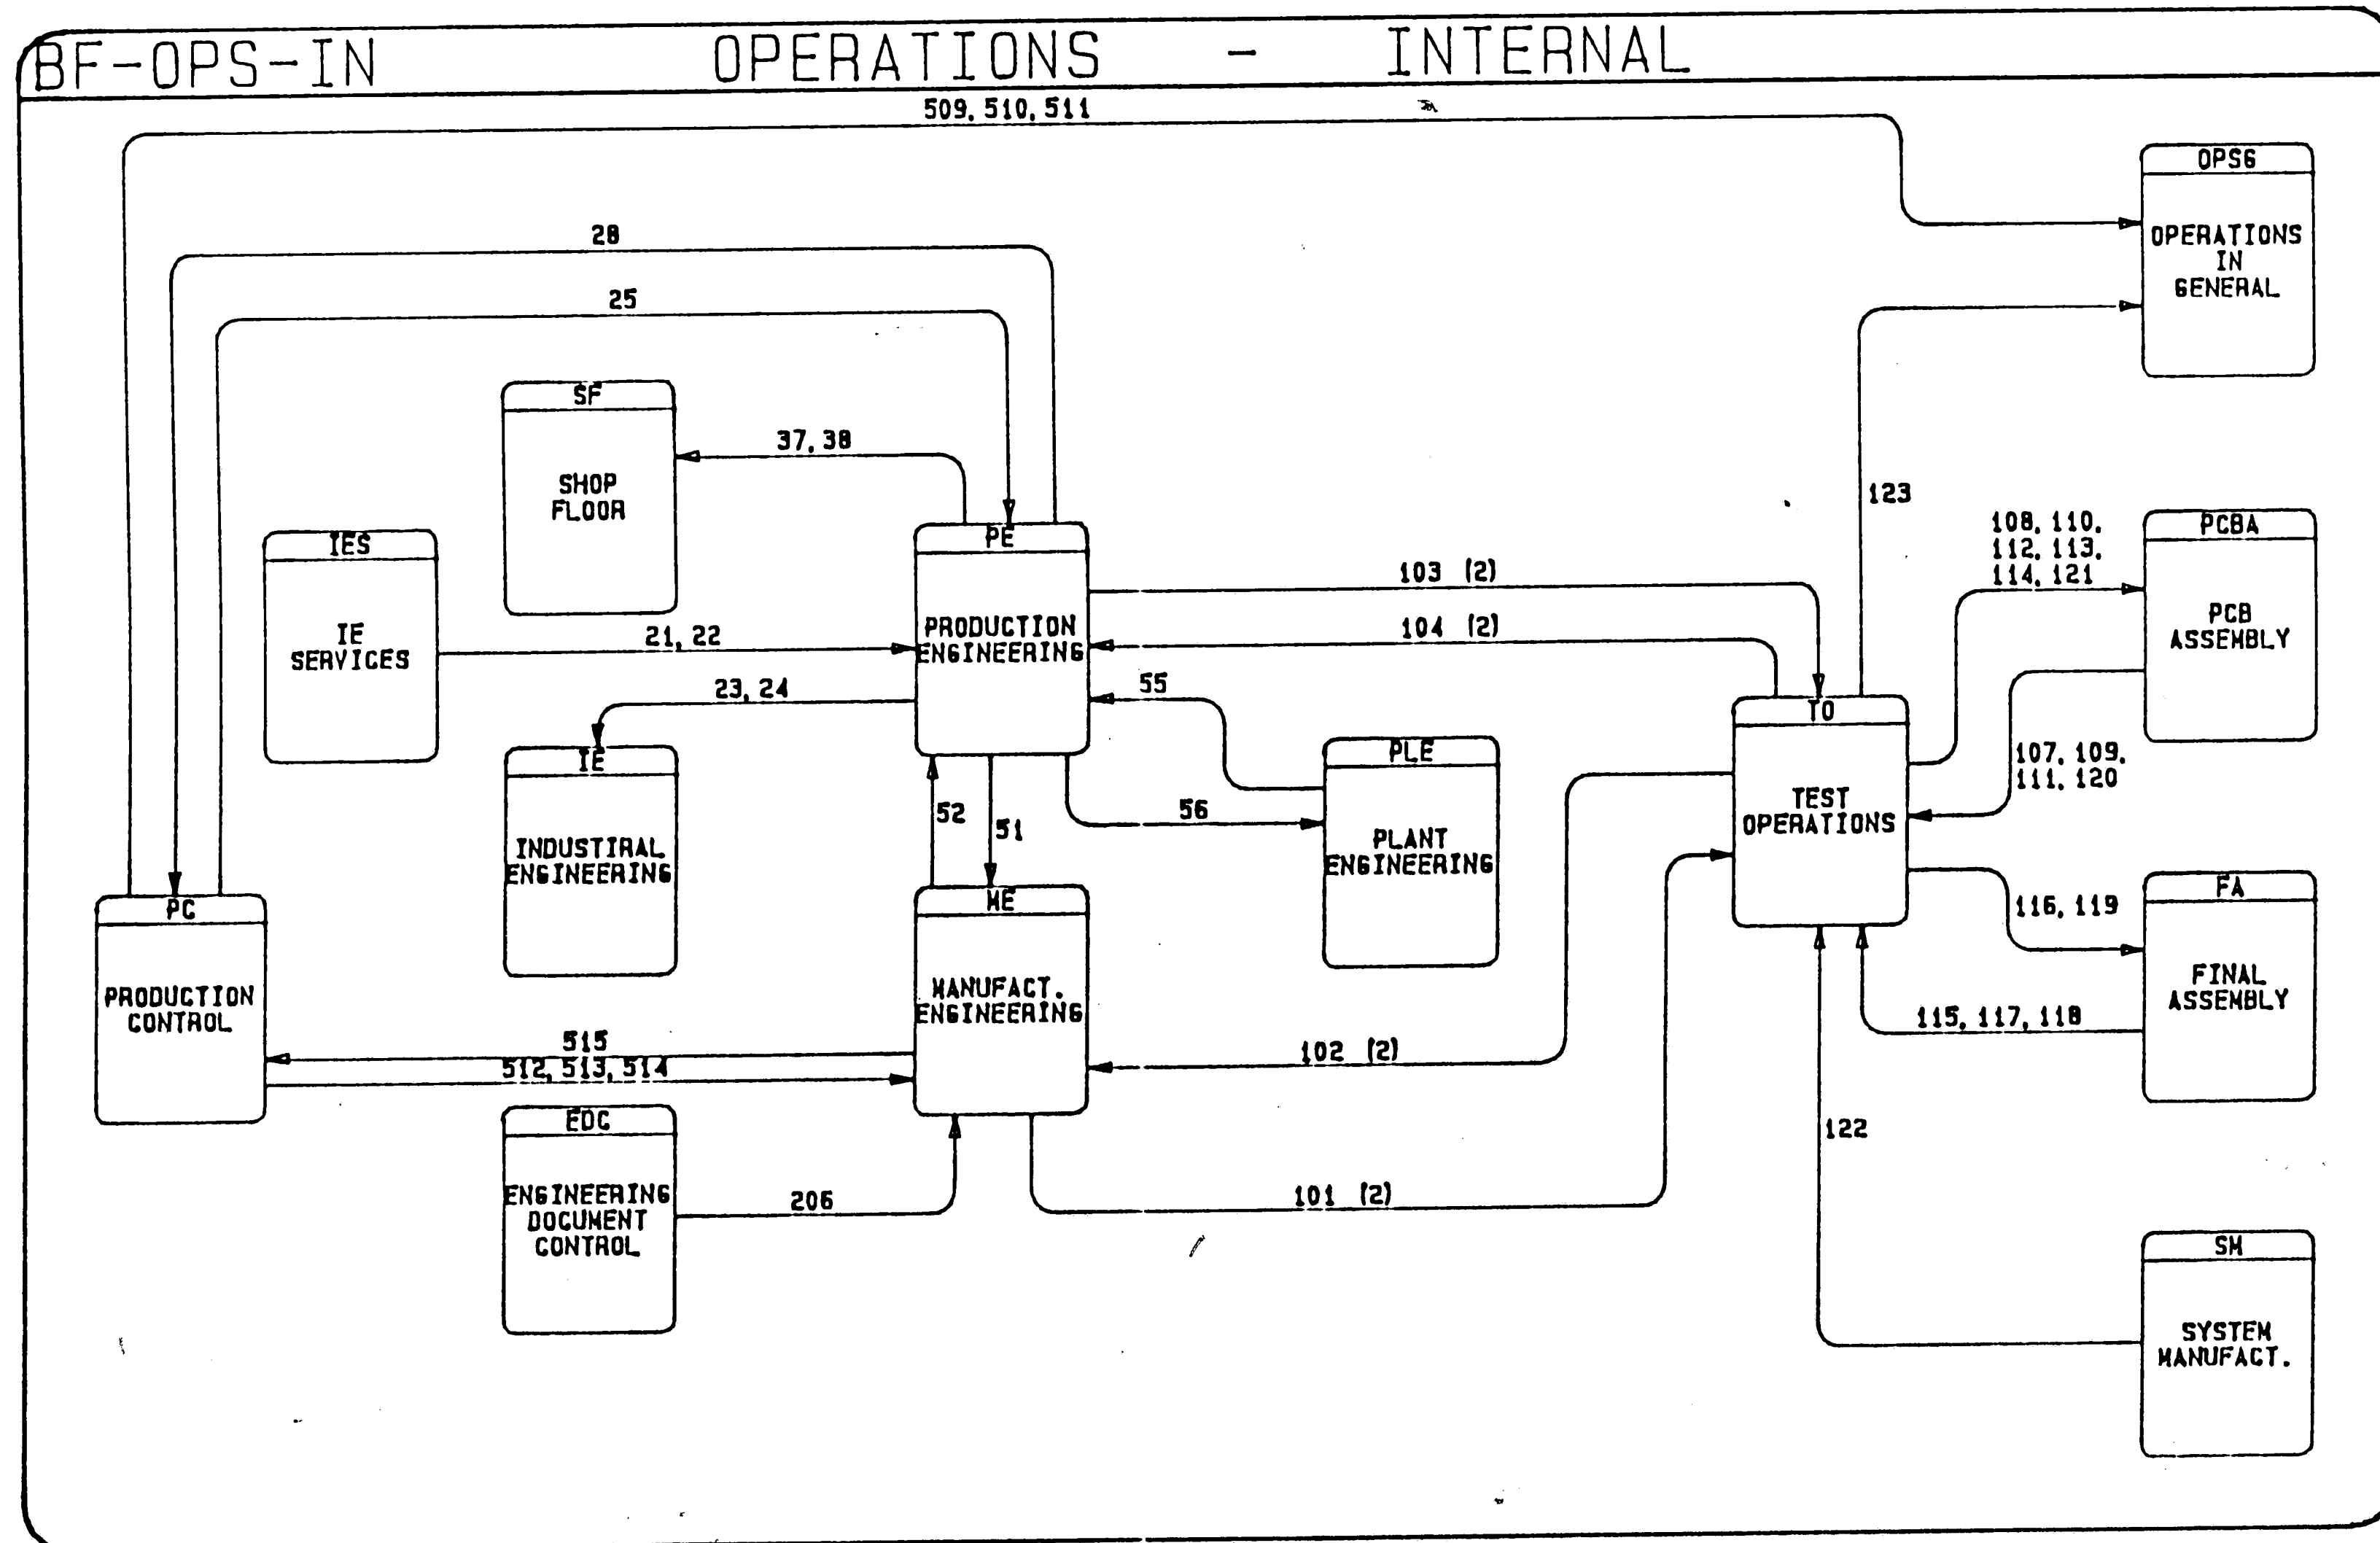 BF-OPS-IN OPERATIONS - INTERNAL
509, 510, 511
OPSG
OPERATIONS
IN
GENERAL
28
25
SF
SHOP
FLOOR
37, 38
123
IES
IE
SERVICES
PE
PRODUCTION
ENGINEERING
108, 110,
112, 113,
114, 121
PCBA
PCB
ASSEMBLY
103 (2)
104 (2)
21, 22
23, 24
55
TO
TEST
OPERATIONS
107, 109,
111, 120
IE
INDUSTIRAL
ENGINEERING
52
51
56
PLE
PLANT
ENGINEERING
PC
PRODUCTION
CONTROL
ME
MANUFACT.
ENGINEERING
116, 119
FA
FINAL
ASSEMBLY
115, 117, 118
515
512, 513, 514
102 (2)
EDC
ENGINEERING
DOCUMENT
CONTROL
206
101 (2)
122
SM
SYSTEM
MANUFACT.